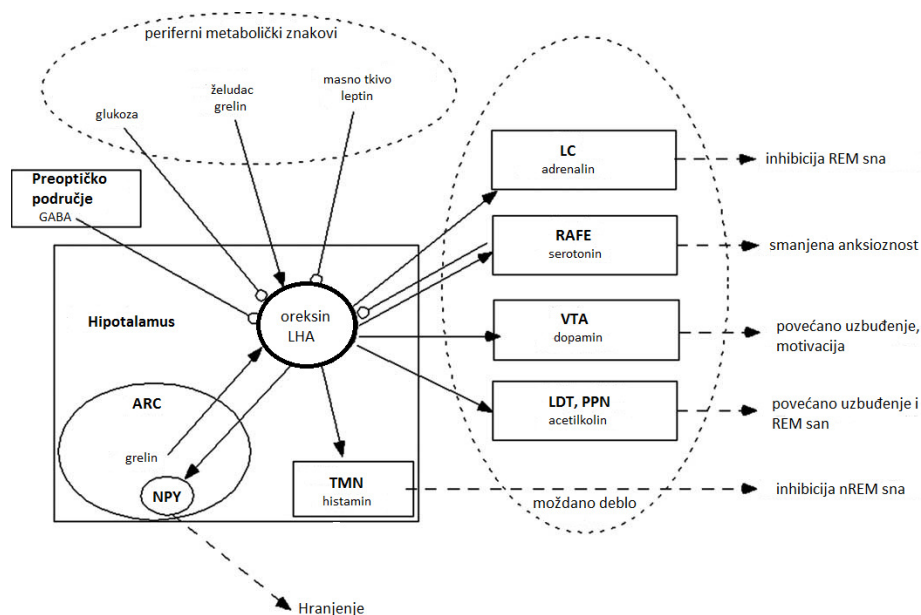 periferni metabolički znakovi
glukoza
želudac
grelin
masno tkivo
leptin
Preoptičko
područje
GABA
Hipotalamus
oreksin
LHA
ARC
grelin
NPY
TMN
histamin
Hranjenje
LC
adrenalin
RAFE
serotonin
VTA
dopamin
LDT, PPN
acetilkolin
moždano deblo
inhibicija REM sna
smanjena anksioznost
povećano uzbuđenje,
motivacija
povećano uzbuđenje i
REM san
inhibicija nREM sna